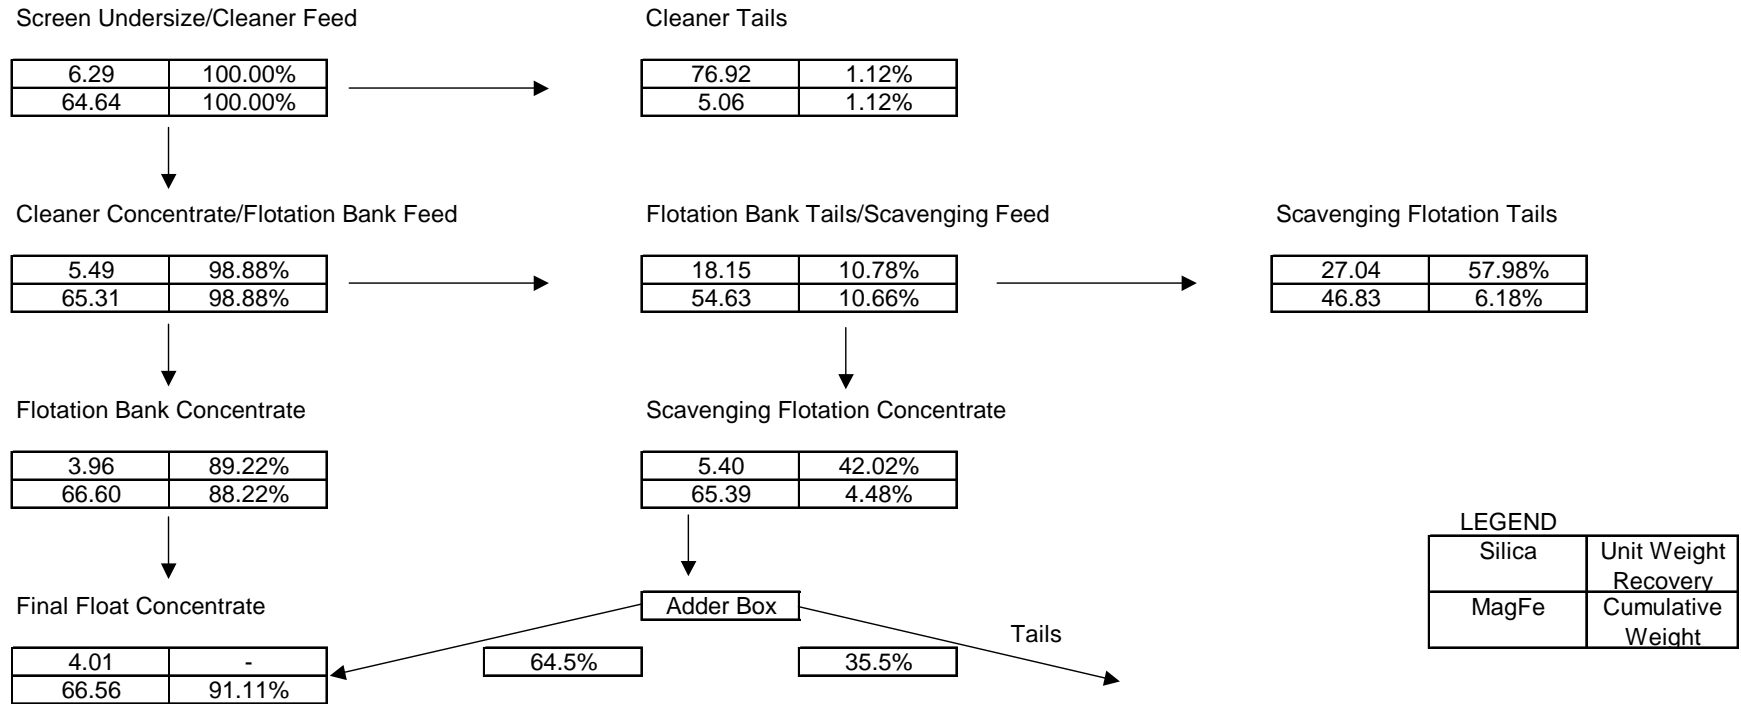 Screen Undersize/Cleaner Feed
Cleaner Tails
6.29 100.00%
64.64 100.00%
76.92 1.12%
5.06 1.12%
Cleaner Concentrate/Flotation Bank Feed
Flotation Bank Tails/Scavenging Feed
Scavenging Flotation Tails
5.49 98.88%
65.31 98.88%
18.15 10.78%
54.63 10.66%
27.04 57.98%
46.83 6.18%
Flotation Bank Concentrate
Scavenging Flotation Concentrate
3.96 89.22%
66.60 88.22%
5.40 42.02%
65.39 4.48%
LEGEND
Silica
Unit Weight
Recovery
MagFe
Cumulative
Weight
Final Float Concentrate
Adder Box
Tails
4.01 -
66.56 91.11%
64.5%
35.5%